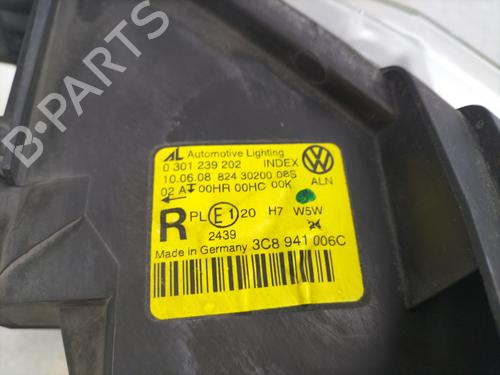 AL Automotive Lighting
0 301 239 202 INDEX
10.06.08 824 30200 08S
02 A 00HR 00HC 00K ALN
R PL E1 20 H7 W5W
2439
Made in Germany 3C8 941 006C
B-Parts